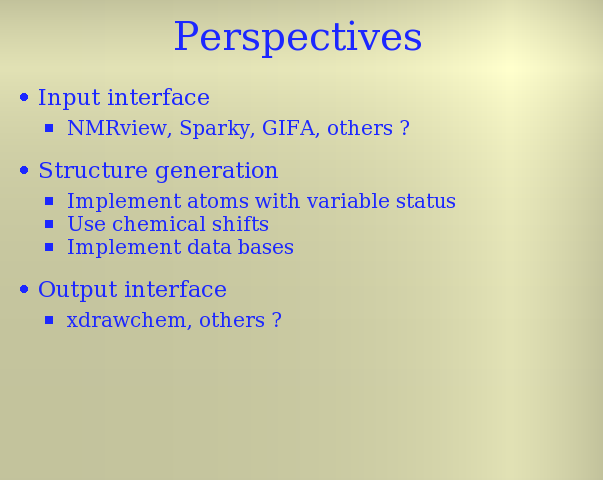 Perspectives
• Input interface
▪ NMRview, Sparky, GIFA, others ?
• Structure generation
▪ Implement atoms with variable status
▪ Use chemical shifts
▪ Implement data bases
• Output interface
▪ xdrawchem, others ?